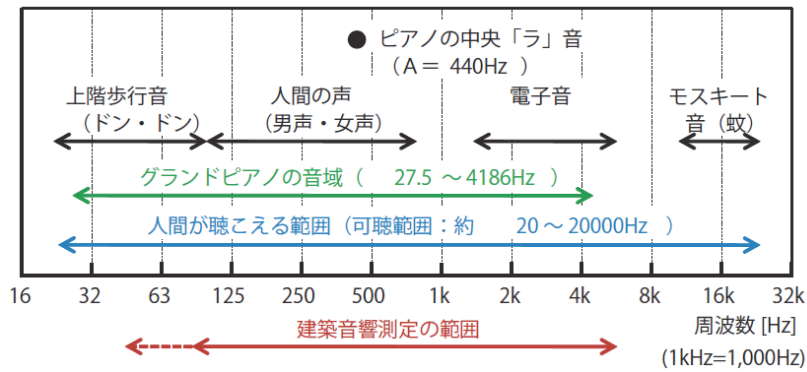 ● ピアノの中央「ラ」音
（A＝ 440Hz ）
上階歩行音
（ドン・ドン）
人間の声
（男声・女声）
電子音
モスキート
音（蚊）
グランドピアノの音域（ 27.5 ～4186Hz ）
人間が聴こえる範囲（可聴範囲：約 20～20000Hz ）
16 32 63 125 250 500 1k 2k 4k 8k 16k 32k
建築音響測定の範囲
周波数 [Hz]
(1kHz=1,000Hz)